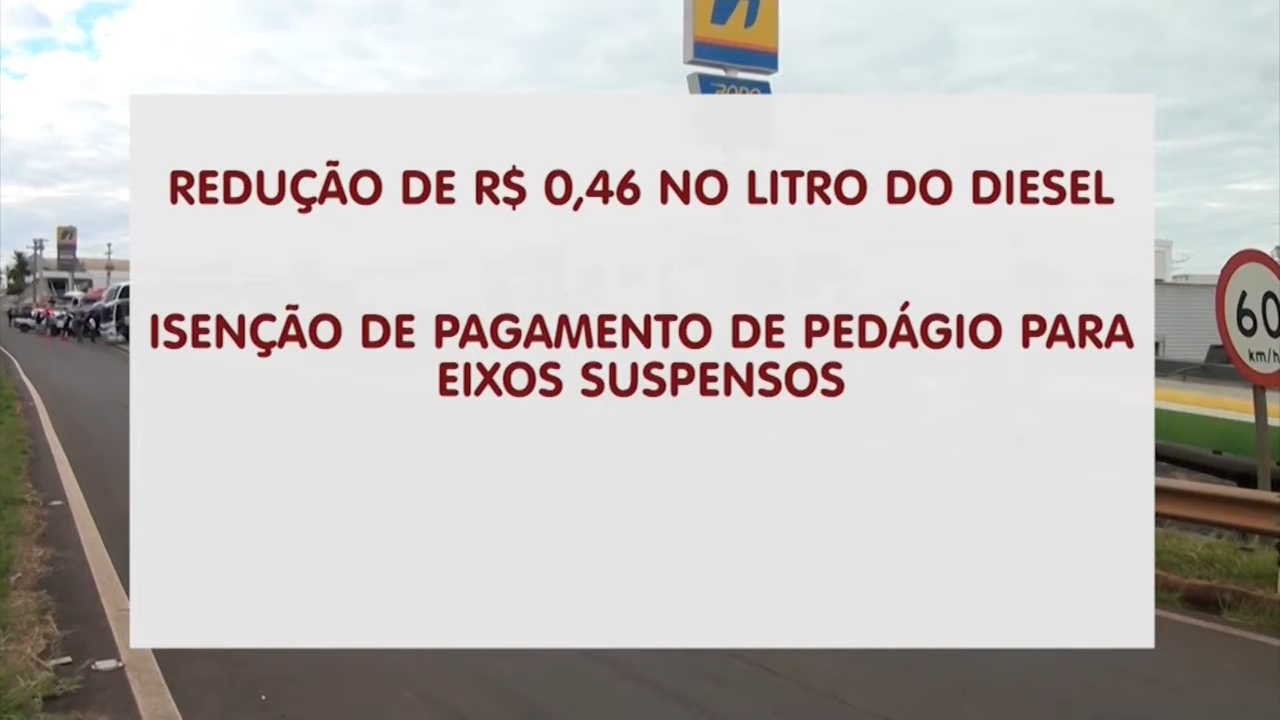 REDUÇÃO DE R$ 0,46 NO LITRO DO DIESEL
ISENÇÃO DE PAGAMENTO DE PEDÁGIO PARA
EIXOS SUSPENSOS
60
km/h